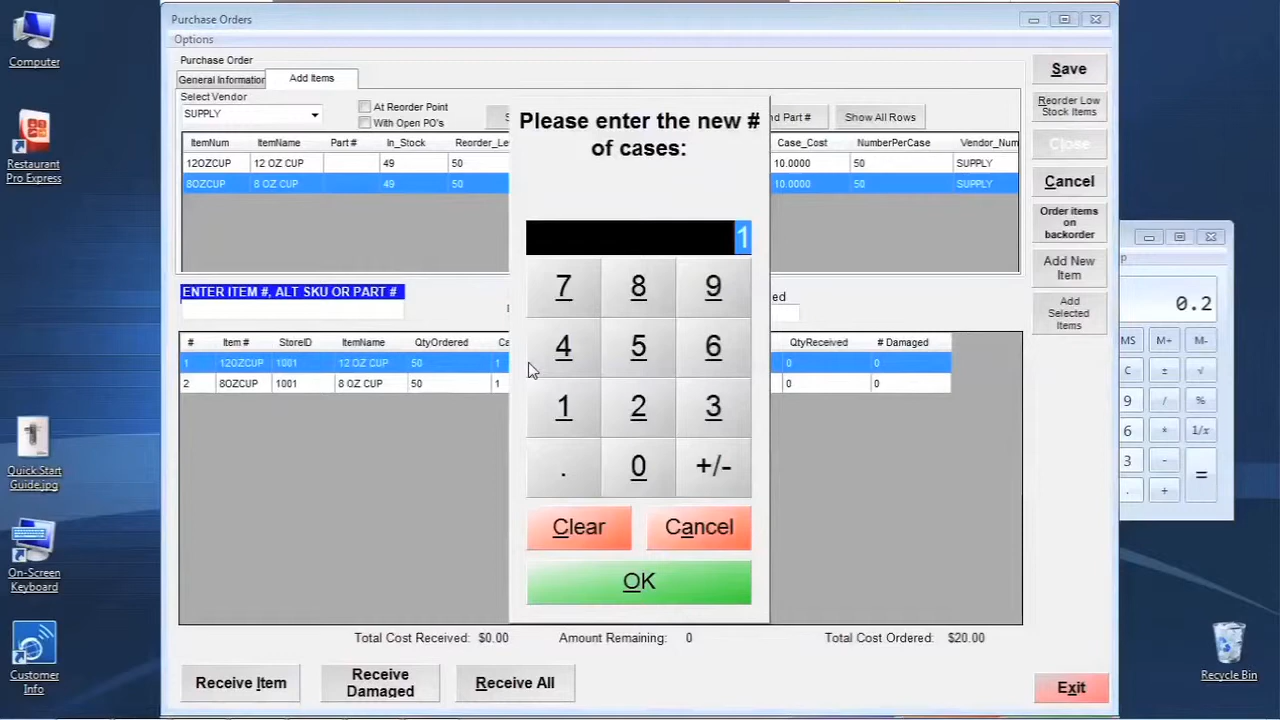 Computer
Restaurant
Pro Express
Quick Start
Guide.jpg
On-Screen
Keyboard
Customer
Info
Recycle Bin
Purchase Orders
Options
Purchase Order
General Information
Add Items
Select Vendor
SUPPLY
At Reorder Point
With Open PO's
S
nd Part #
Show All Rows
ItemNum ItemName Part # In_Stock Reorder_Le Case_Cost NumberPerCase Vendor_Num
12OZCUP 12 OZ CUP 49 50 10.0000 50 SUPPLY
8OZCUP 8 OZ CUP 49 50 10.0000 50 SUPPLY
ENTER ITEM #, ALT SKU OR PART #
ed
# Item # StoreID ItemName QtyOrdered Ca QtyReceived # Damaged
1 12OZCUP 1001 12 OZ CUP 50 1 0 0
2 8OZCUP 1001 8 OZ CUP 50 1 0 0
Total Cost Received: $0.00 Amount Remaining: 0 Total Cost Ordered: $20.00
Receive Item
Receive
Damaged
Receive All
Save
Reorder Low
Stock Items
Close
Cancel
Order items
on
backorder
Add New
Item
Add
Selected
Items
Exit
Please enter the new #
of cases:
1
7 8 9
4 5 6
1 2 3
. 0 +/-
Clear Cancel
OK
p
0.2
MS M+ M-
C ± √
9 / %
6 * 1/x
3 - =
. +